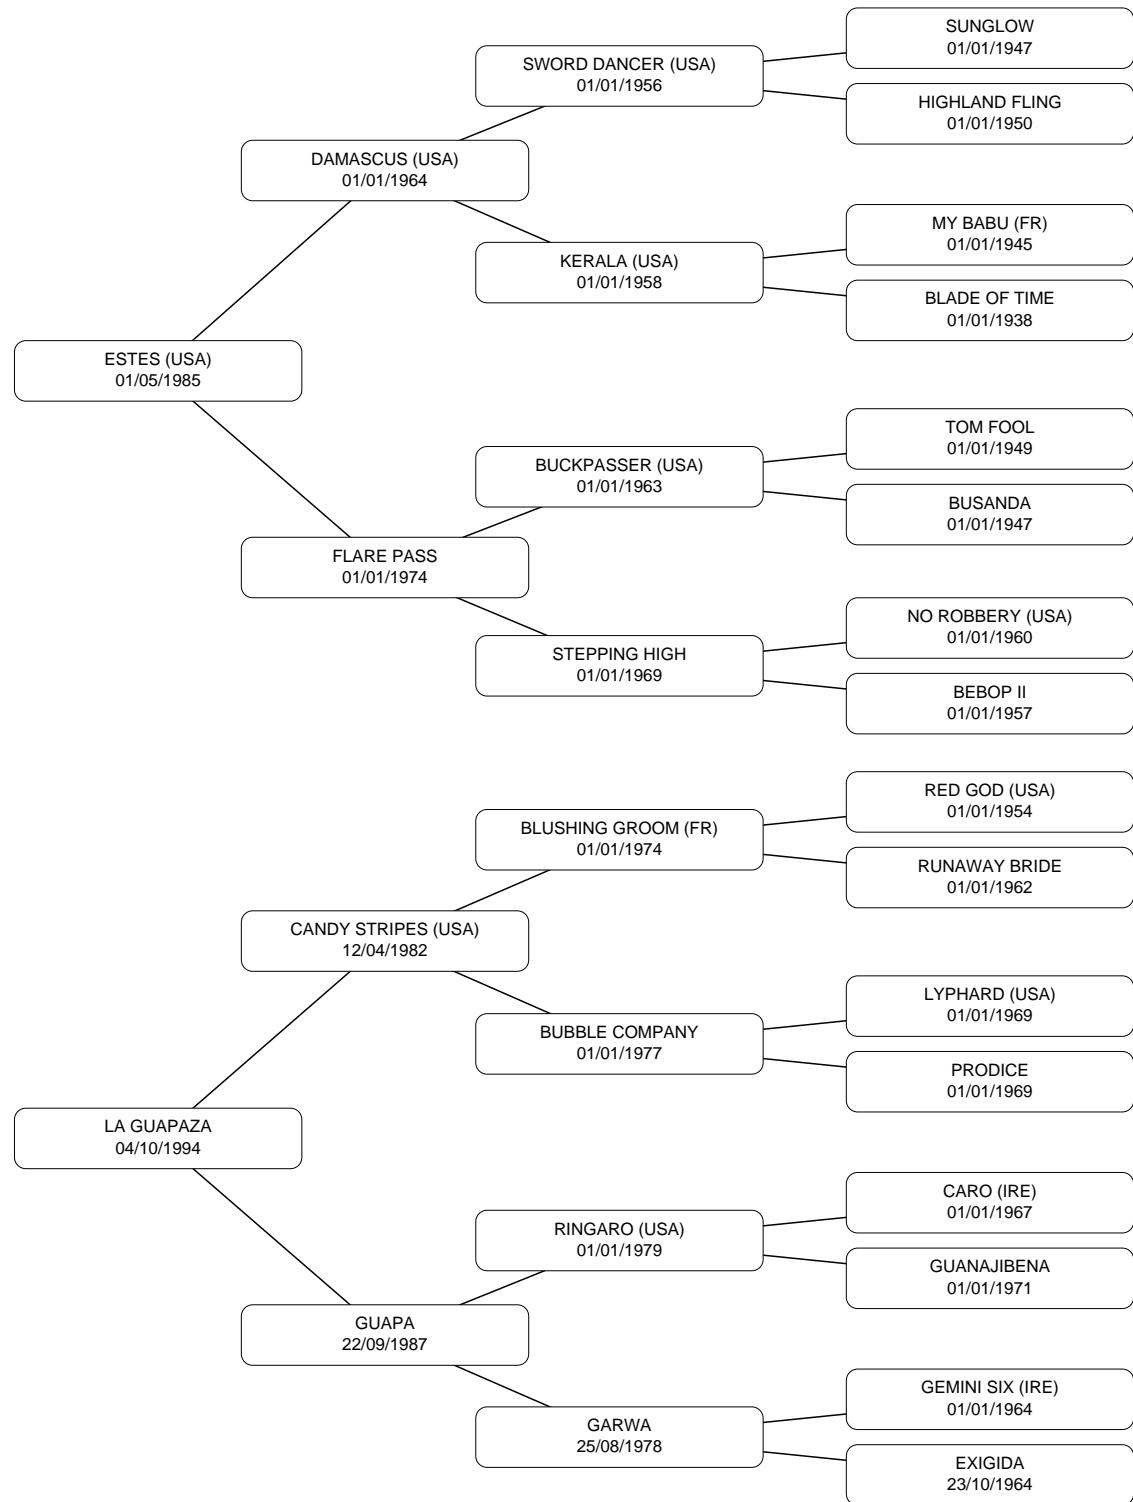 SUNGLOW
01/01/1947
SWORD DANCER (USA)
01/01/1956
HIGHLAND FLING
01/01/1950
DAMASCUS (USA)
01/01/1964
MY BABU (FR)
01/01/1945
KERALA (USA)
01/01/1958
BLADE OF TIME
01/01/1938
ESTES (USA)
01/05/1985
TOM FOOL
01/01/1949
BUCKPASSER (USA)
01/01/1963
BUSANDA
01/01/1947
FLARE PASS
01/01/1974
NO ROBBERY (USA)
01/01/1960
STEPPING HIGH
01/01/1969
BEBOP II
01/01/1957
RED GOD (USA)
01/01/1954
BLUSHING GROOM (FR)
01/01/1974
RUNAWAY BRIDE
01/01/1962
CANDY STRIPES (USA)
12/04/1982
LYPHARD (USA)
01/01/1969
BUBBLE COMPANY
01/01/1977
PRODICE
01/01/1969
LA GUAPAZA
04/10/1994
CARO (IRE)
01/01/1967
RINGARO (USA)
01/01/1979
GUANAJIBENA
01/01/1971
GUAPA
22/09/1987
GEMINI SIX (IRE)
01/01/1964
GARWA
25/08/1978
EXIGIDA
23/10/1964